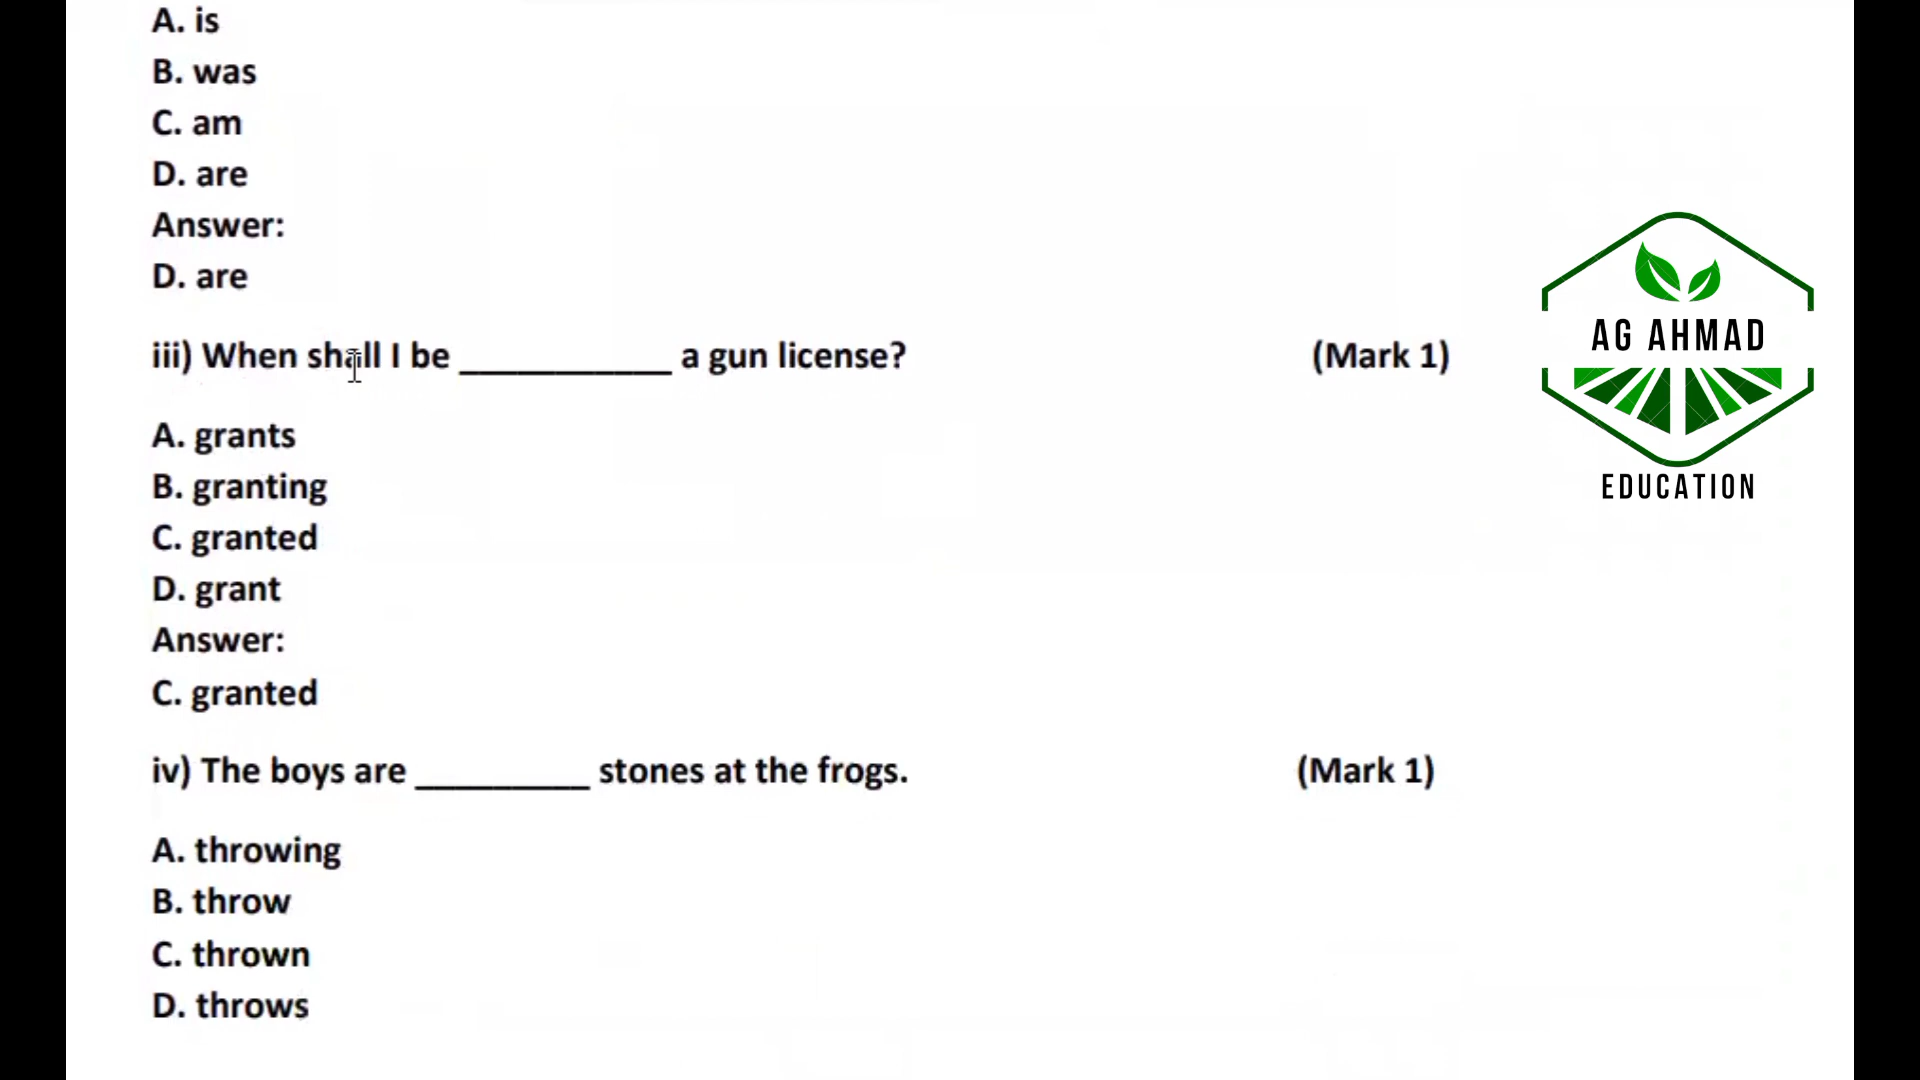 A. is
B. was
C. am
D. are
Answer:
D. are
iii) When shall I be ___________ a gun license? (Mark 1)
A. grants
B. granting
C. granted
D. grant
Answer:
C. granted
iv) The boys are _________ stones at the frogs. (Mark 1)
A. throwing
B. throw
C. thrown
D. throws
AG AHMAD
EDUCATION